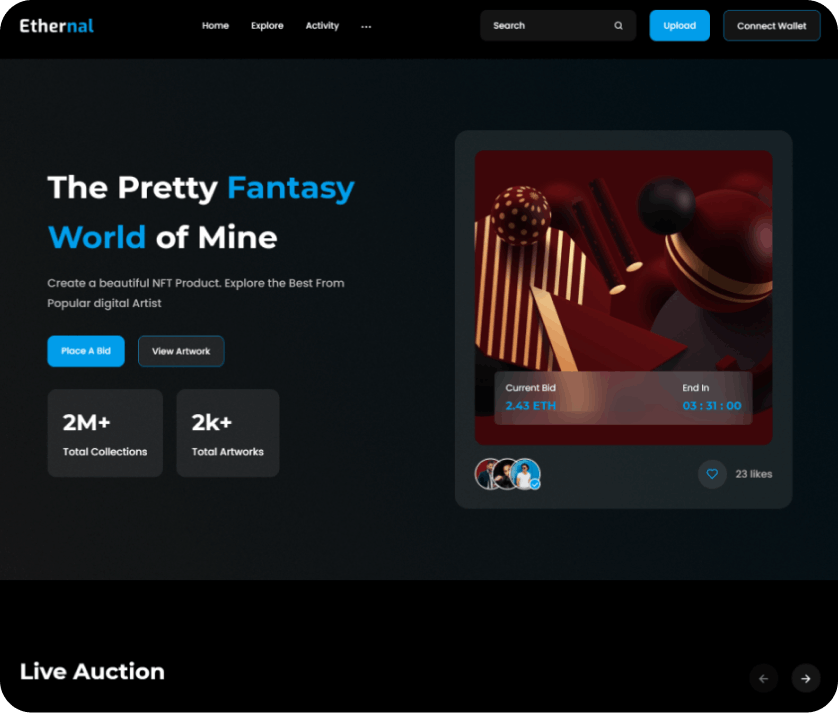 Ethernal
Home
Explore
Activity
...
Search
Upload
Connect Wallet
The Pretty Fantasy
World of Mine
Create a beautiful NFT Product. Explore the Best From
Popular digital Artist
Place A Bid
View Artwork
2M+
Total Collections
2k+
Total Artworks
Current Bid
2.43 ETH
End In
03 : 31 : 00
23 likes
Live Auction